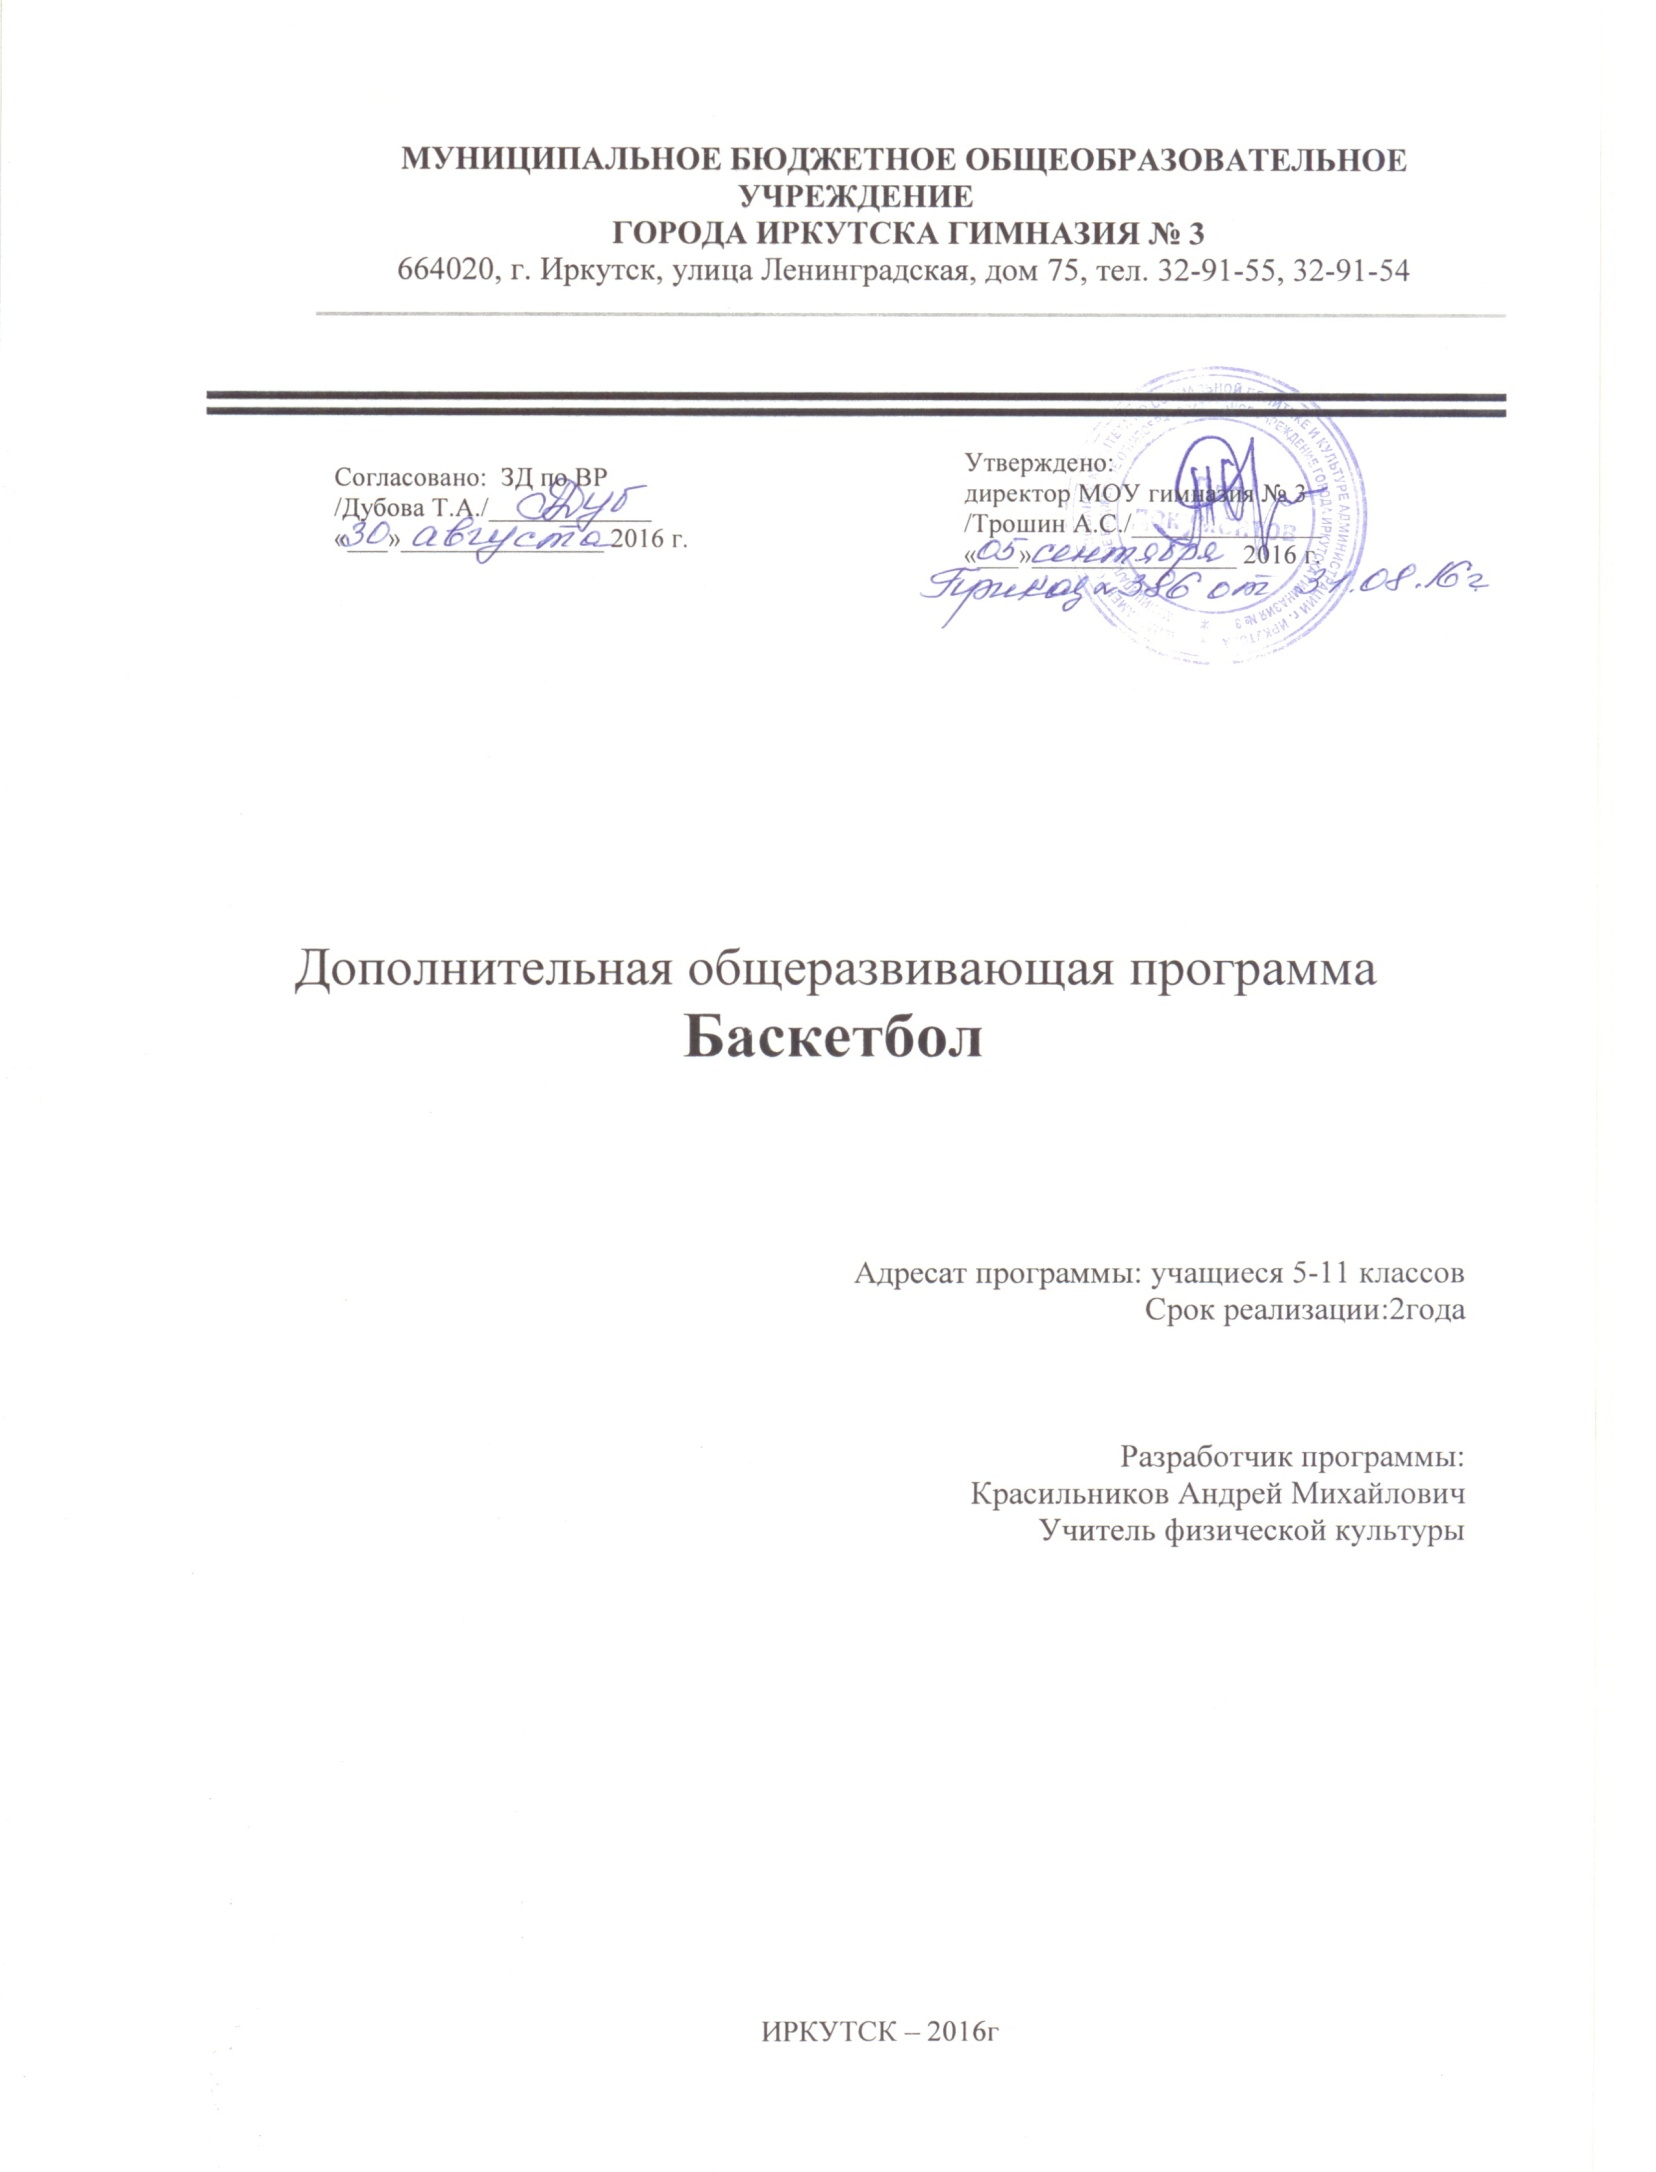 МУНИЦИПАЛЬНОЕ БЮДЖЕТНОЕ ОБЩЕОБРАЗОВАТЕЛЬНОЕ
УЧРЕЖДЕНИЕ
ГОРОДА ИРКУТСКА ГИМНАЗИЯ № 3
664020, г. Иркутск, улица Ленинградская, дом 75, тел. 32-91-55, 32-91-54
Согласовано: ЗД по ВР
/Дубова Т.А./ Дуб
«30» августа 2016 г.
Утверждено:
директор МОУ гимназия № 3
/Трошин А.С./
«05» сентября 2016 г.
Приказ № 386 от 31.08.16 г
Дополнительная общеразвивающая программа
Баскетбол
Адресат программы: учащиеся 5-11 классов
Срок реализации:2года
Разработчик программы:
Красильников Андрей Михайлович
Учитель физической культуры
ИРКУТСК – 2016г